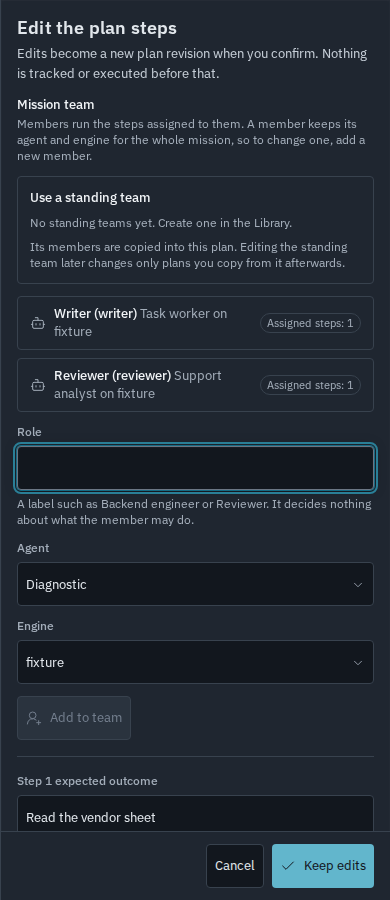 Edit the plan steps
Edits become a new plan revision when you confirm. Nothing
is tracked or executed before that.
Mission team
Members run the steps assigned to them. A member keeps its
agent and engine for the whole mission, so to change one, add a
new member.
Use a standing team
No standing teams yet. Create one in the Library.
Its members are copied into this plan. Editing the standing
team later changes only plans you copy from it afterwards.
Writer (writer) Task worker on
fixture
Assigned steps: 1
Reviewer (reviewer) Support
analyst on fixture
Assigned steps: 1
Role
A label such as Backend engineer or Reviewer. It decides nothing
about what the member may do.
Agent
Diagnostic
Engine
fixture
Add to team
Step 1 expected outcome
Read the vendor sheet
Cancel
Keep edits